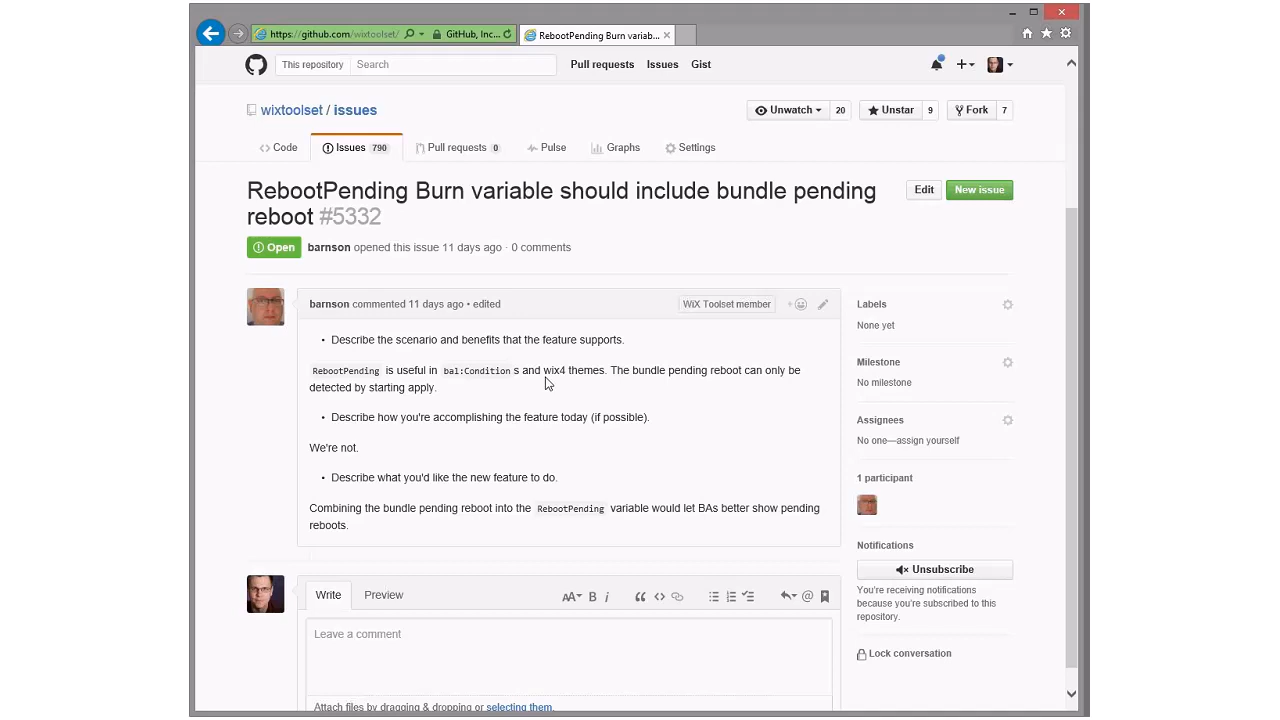 https://github.com/wixtoolset/ GitHub, Inc... RebootPending Burn variab...
This repository Search Pull requests Issues Gist
wixtoolset / issues Unwatch 20 Unstar 9 Fork 7
Code Issues 790 Pull requests 0 Pulse Graphs Settings
RebootPending Burn variable should include bundle pending
reboot #5332
Edit New issue
Open barnson opened this issue 11 days ago · 0 comments
barnson commented 11 days ago • edited WiX Toolset member
• Describe the scenario and benefits that the feature supports.
RebootPending is useful in bal:Condition s and wix4 themes. The bundle pending reboot can only be
detected by starting apply.
• Describe how you're accomplishing the feature today (if possible).
We're not.
• Describe what you'd like the new feature to do.
Combining the bundle pending reboot into the RebootPending variable would let BAs better show pending
reboots.
Labels
None yet
Milestone
No milestone
Assignees
No one—assign yourself
1 participant
Notifications
Unsubscribe
You're receiving notifications
because you're subscribed to this
repository.
Lock conversation
Write Preview
AA B i @
Leave a comment
Attach files by dragging & dropping or selecting them.